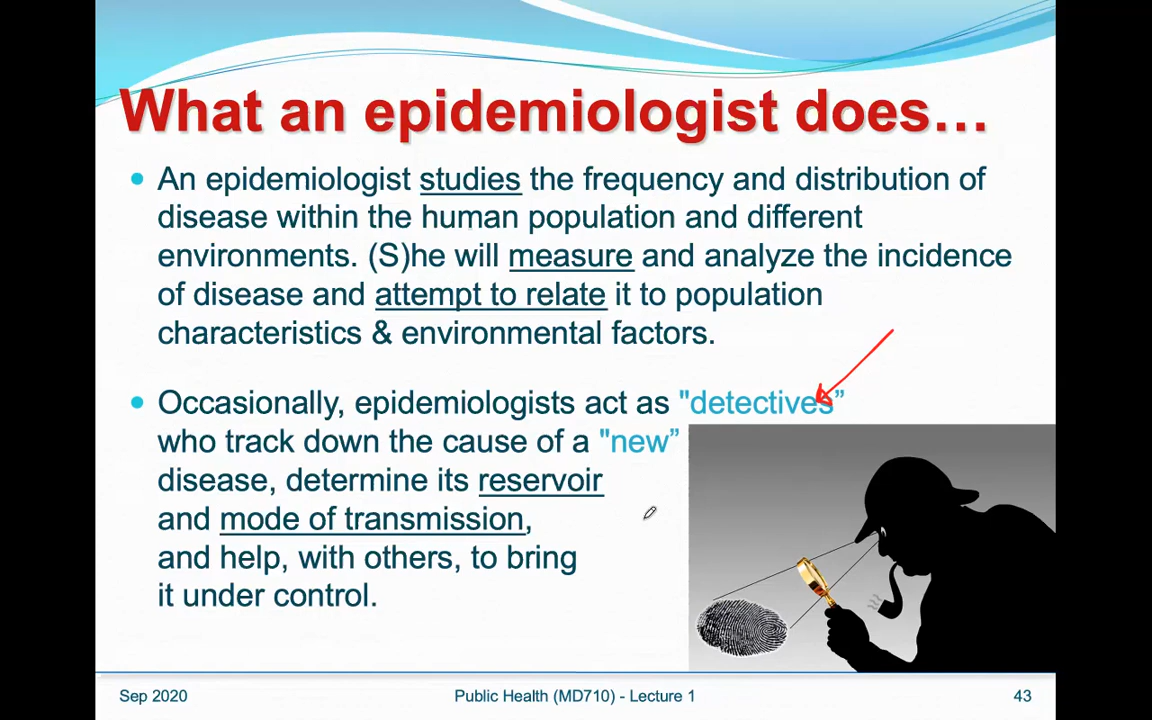 What an epidemiologist does…
• An epidemiologist studies the frequency and distribution of
disease within the human population and different
environments. (S)he will measure and analyze the incidence
of disease and attempt to relate it to population
characteristics & environmental factors.
• Occasionally, epidemiologists act as "detectives”
who track down the cause of a "new”
disease, determine its reservoir
and mode of transmission,
and help, with others, to bring
it under control.
Sep 2020 Public Health (MD710) - Lecture 1 43